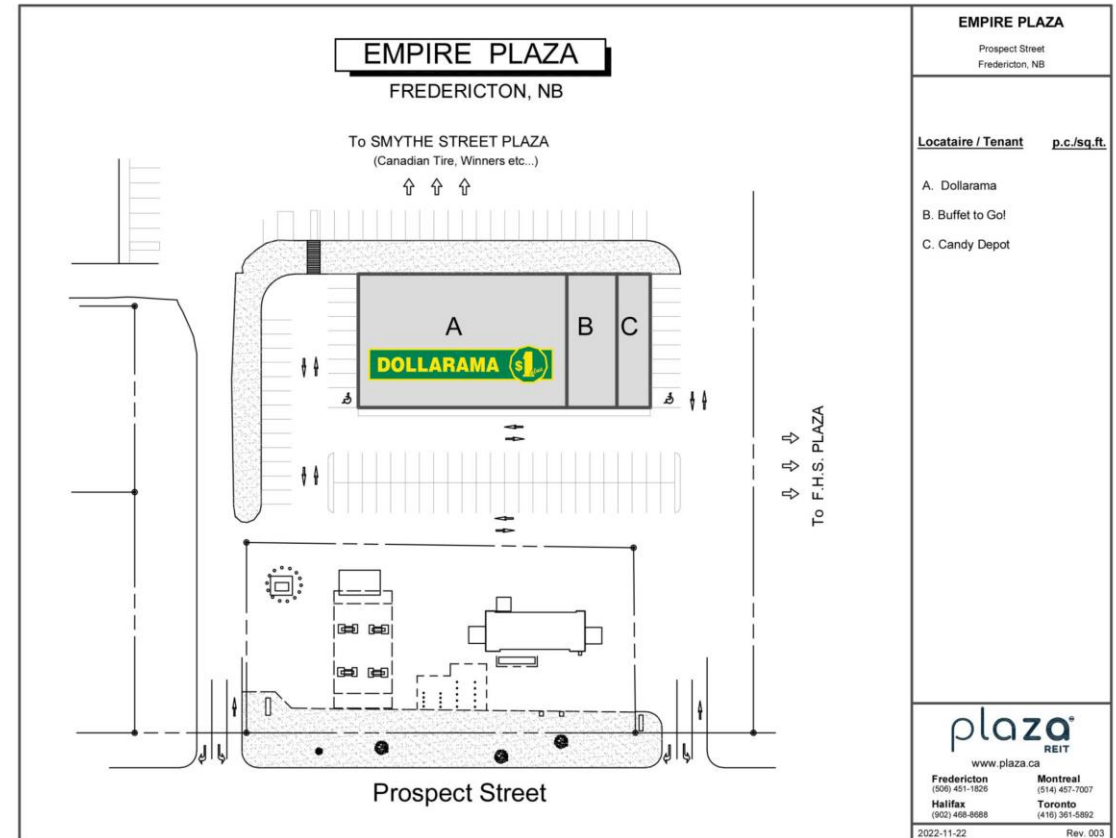 EMPIRE PLAZA
FREDERICTON, NB
To SMYTHE STREET PLAZA
(Canadian Tire, Winners etc...)
A
B
C
DOLLARAMA $1
To F.H.S. PLAZA
Prospect Street
EMPIRE PLAZA
Prospect Street
Fredericton, NB
Locataire / Tenant p.c./sq.ft.
A. Dollarama
B. Buffet to Go!
C. Candy Depot
plaza
REIT
www.plaza.ca
Fredericton Montreal
(506) 451-1826 (514) 457-7007
Halifax Toronto
(902) 468-8688 (416) 361-5892
2022-11-22 Rev. 003